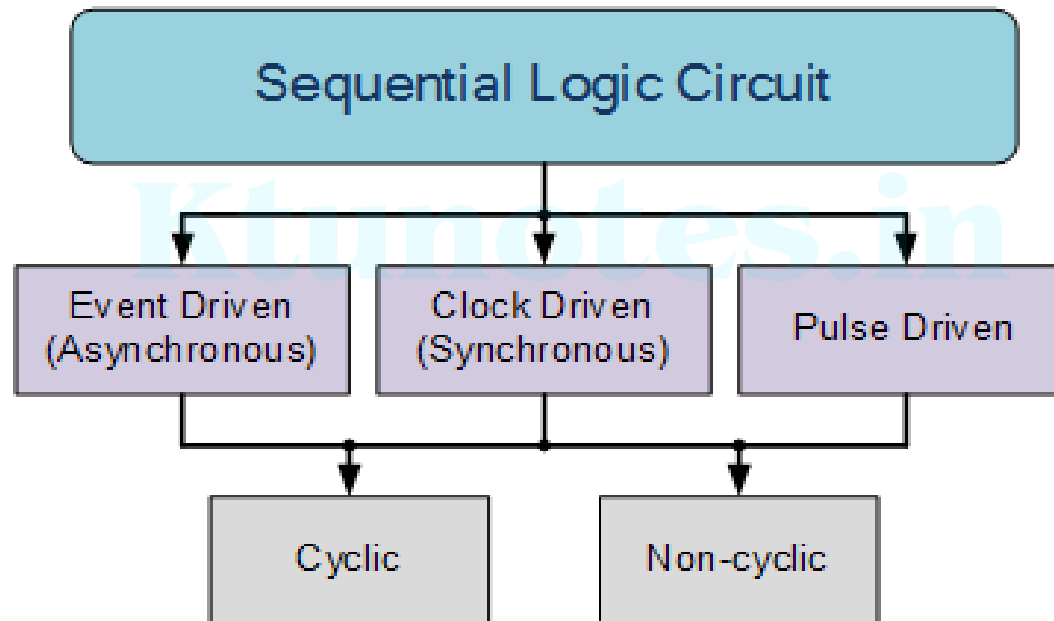 Sequential Logic Circuit
Ktunotes.in
Event Driven
(Asynchronous)
Clock Driven
(Synchronous)
Pulse Driven
Cyclic
Non-cyclic